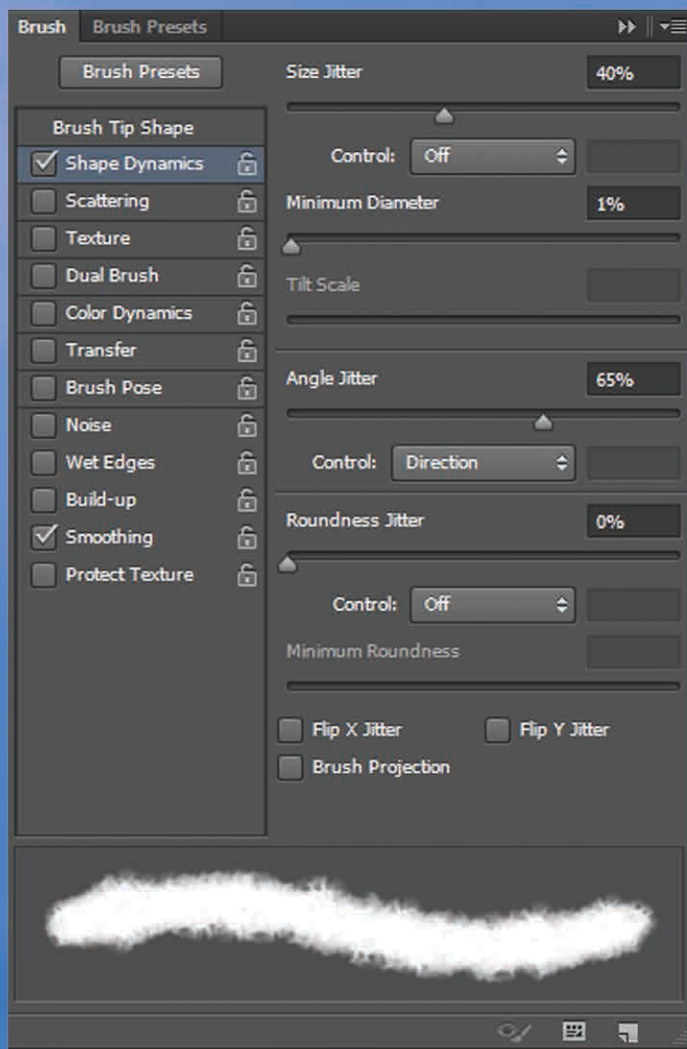 Brush Brush Presets
Brush Presets
Brush Tip Shape
Shape Dynamics
Scattering
Texture
Dual Brush
Color Dynamics
Transfer
Brush Pose
Noise
Wet Edges
Build-up
Smoothing
Protect Texture
Size Jitter 40%
Control: Off
Minimum Diameter 1%
Tilt Scale
Angle Jitter 65%
Control: Direction
Roundness Jitter 0%
Control: Off
Minimum Roundness
Flip X Jitter Flip Y Jitter
Brush Projection